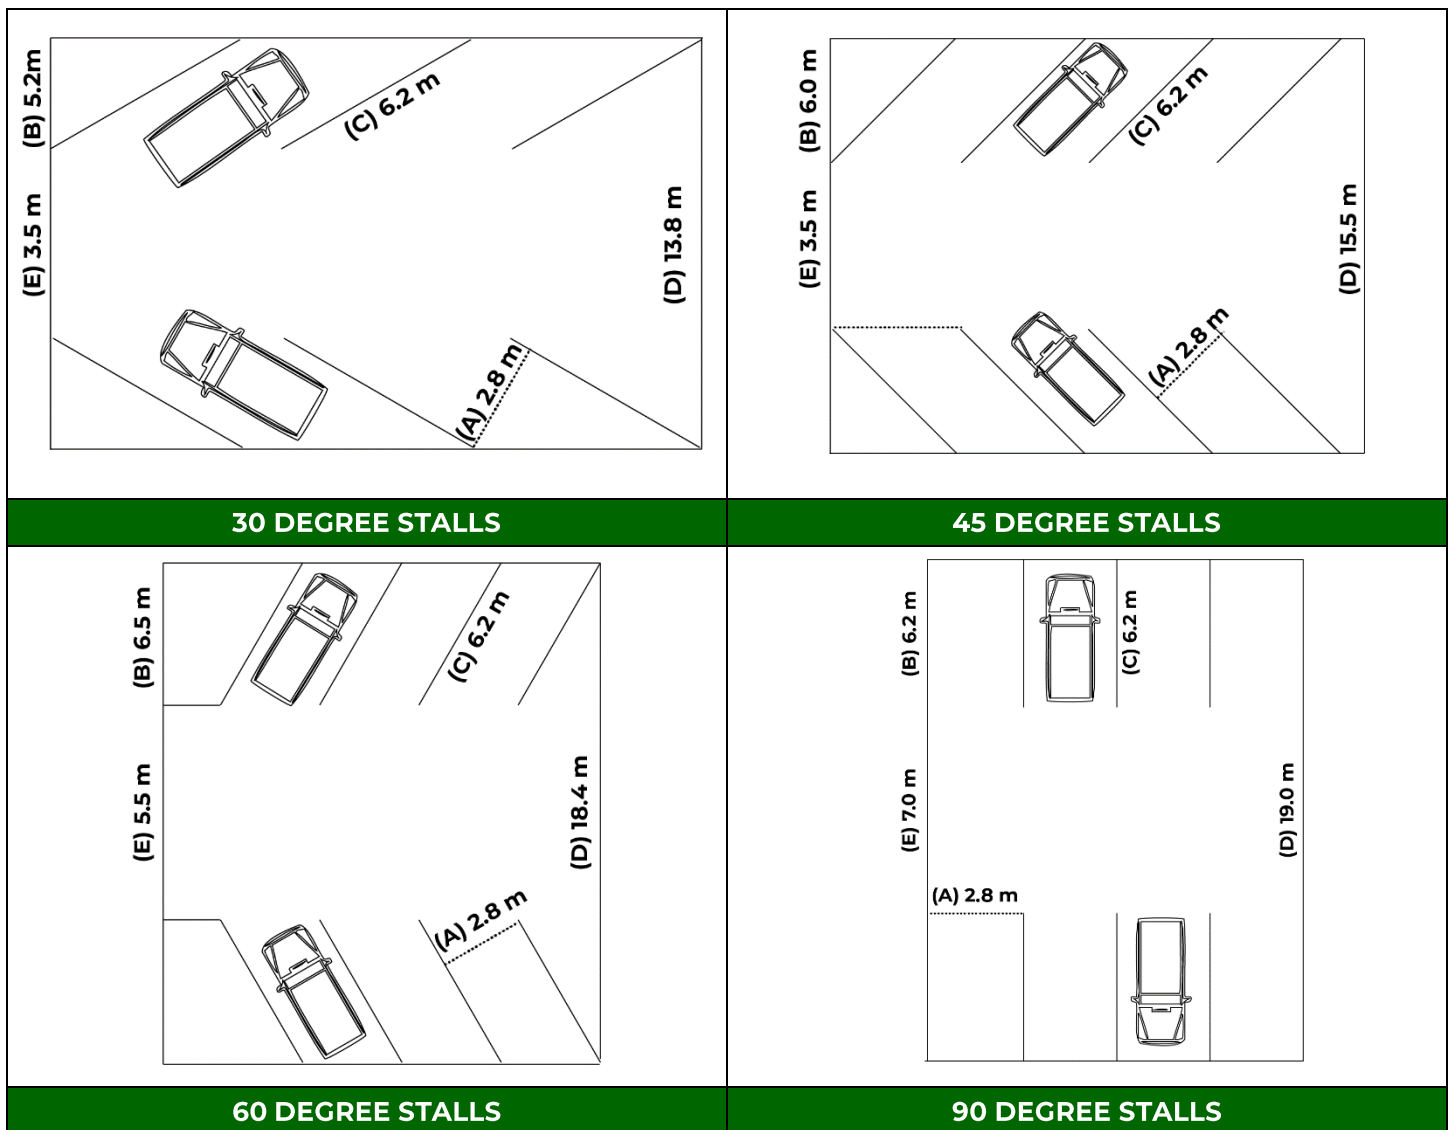 (B) 5.2m
(C) 6.2 m
(E) 3.5 m
(D) 13.8 m
(A) 2.8 m
30 DEGREE STALLS
(B) 6.0 m
(C) 6.2 m
(E) 3.5 m
(D) 15.5 m
(A) 2.8 m
45 DEGREE STALLS
(B) 6.5 m
(C) 6.2 m
(E) 5.5 m
(D) 18.4 m
(A) 2.8 m
60 DEGREE STALLS
(B) 6.2 m
(C) 6.2 m
(E) 7.0 m
(D) 19.0 m
(A) 2.8 m
90 DEGREE STALLS